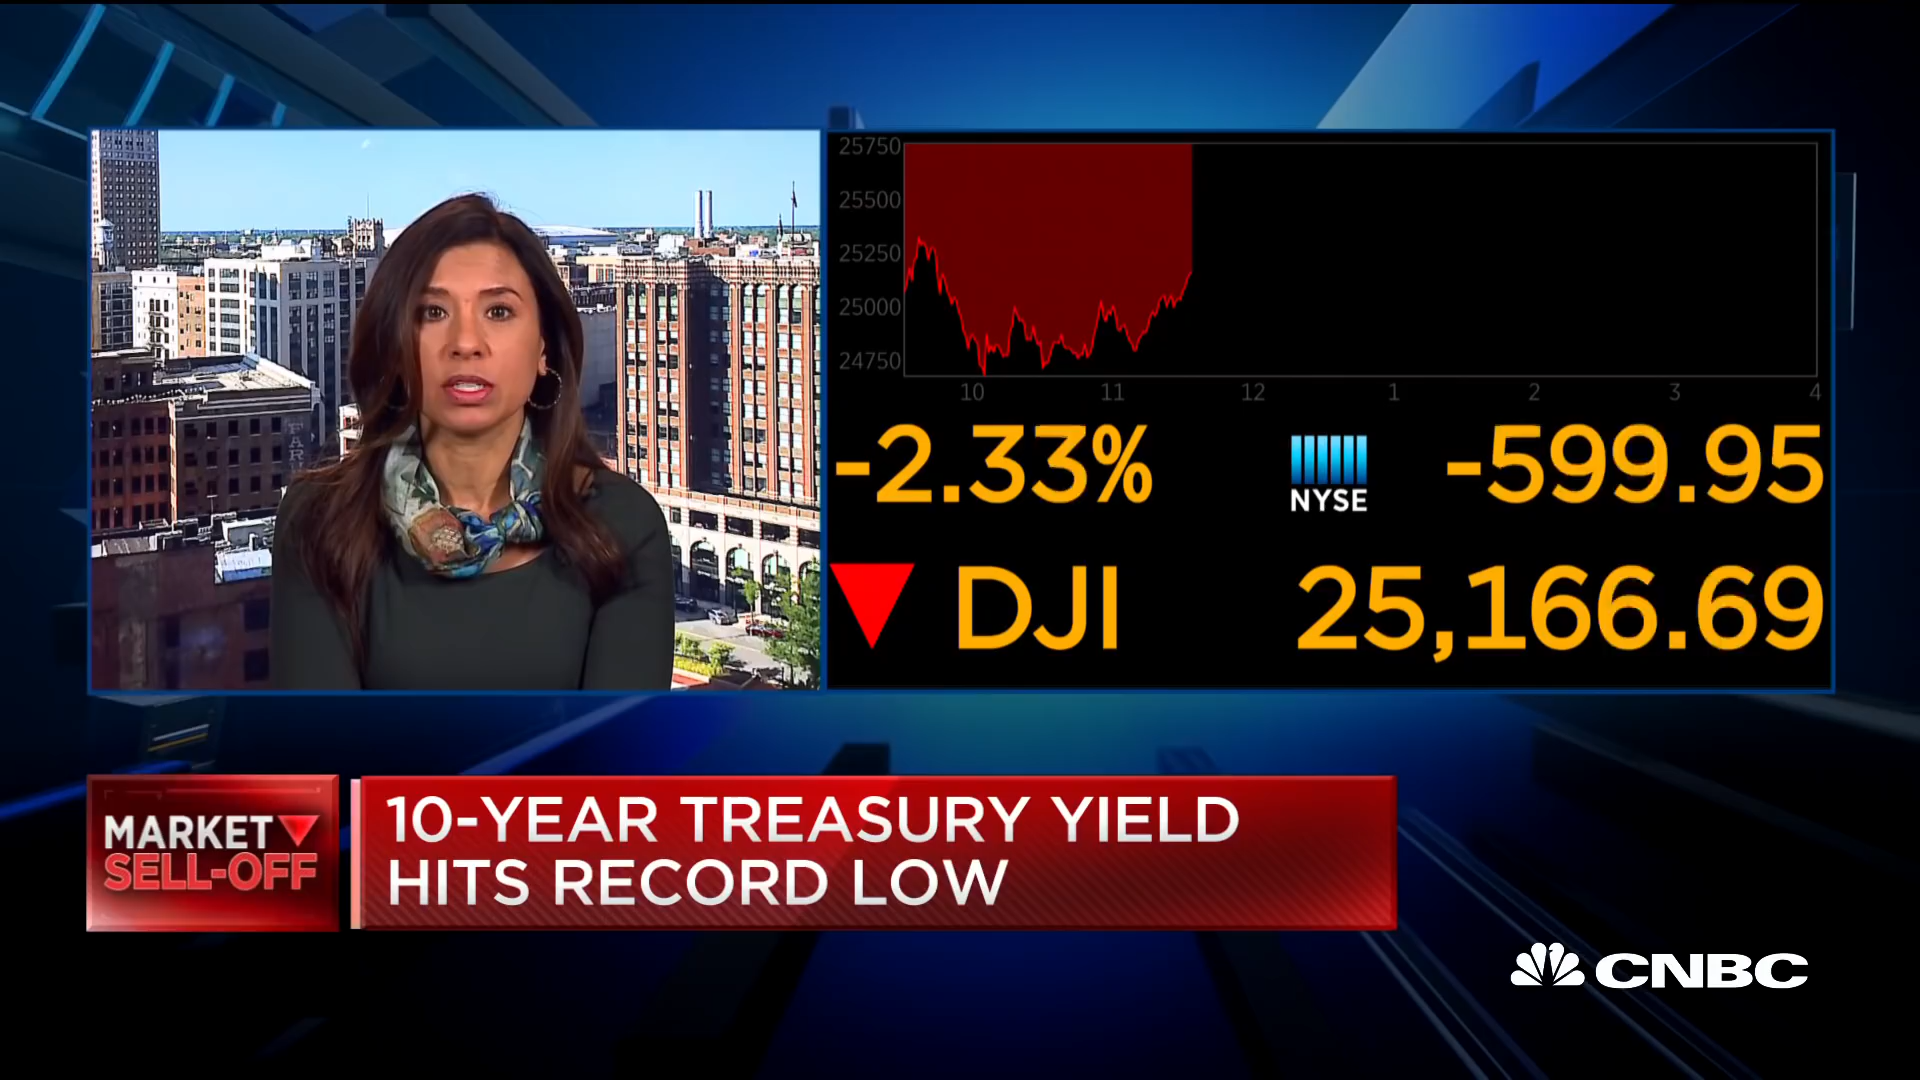 25750
25500
25250
25000
24750
10 11 12 1 2 3 4
-2.33% NYSE -599.95
DJI 25,166.69
MARKET
SELL-OFF
10-YEAR TREASURY YIELD
HITS RECORD LOW
CNBC